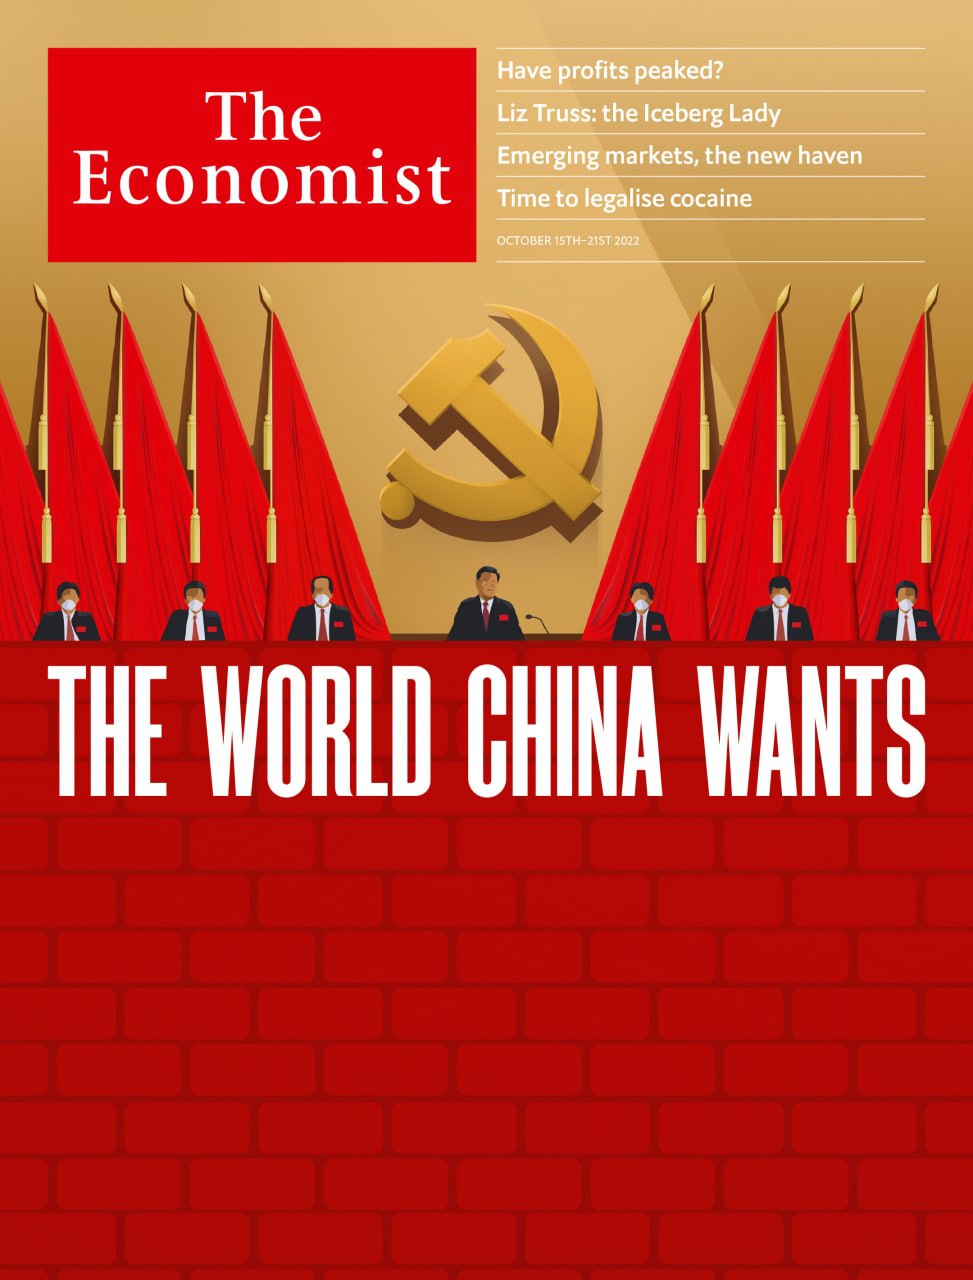 The
Economist
Have profits peaked?
Liz Truss: the Iceberg Lady
Emerging markets, the new haven
Time to legalise cocaine
OCTOBER 15TH–21ST 2022
THE WORLD CHINA WANTS